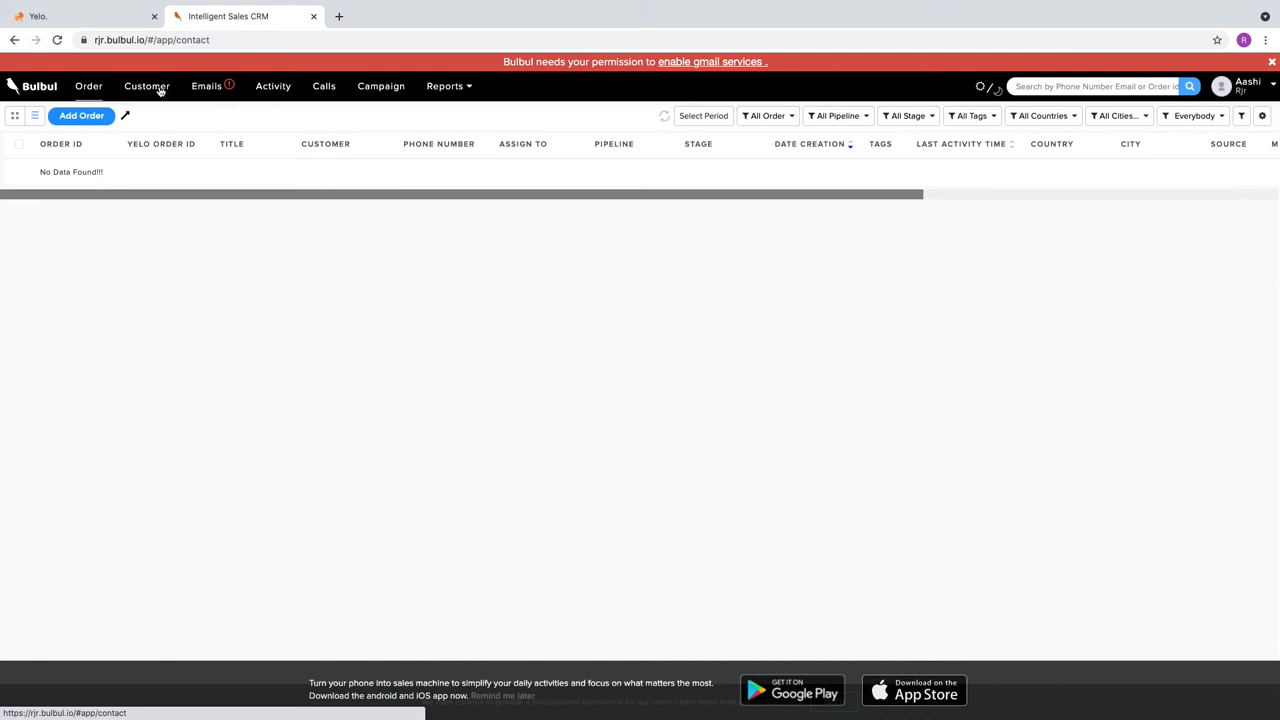 Yelo.
Intelligent Sales CRM
rjr.bulbul.io/#/app/contact
R
Bulbul needs your permission to enable gmail services .
Bulbul
Order
Customer
Emails
Activity
Calls
Campaign
Reports
Search by Phone Number Email or Order id
Aashi
Rjr
Add Order
Select Period
All Order
All Pipeline
All Stage
All Tags
All Countries
All Cities...
Everybody
ORDER ID YELO ORDER ID TITLE CUSTOMER PHONE NUMBER ASSIGN TO PIPELINE STAGE DATE CREATION TAGS LAST ACTIVITY TIME COUNTRY CITY SOURCE M
No Data Found!!!
Turn your phone into sales machine to simplify your daily activities and focus on what matters the most.
Download the android and iOS app now. Remind me later
GET IT ON
Google Play
Download on the
App Store
https://rjr.bulbul.io/#app/contact